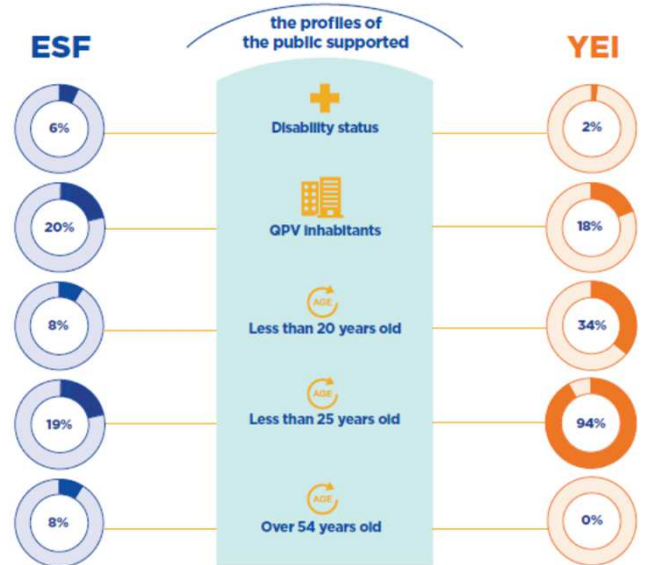 the profiles of
the public supported
ESF
YEI
6%
Disability status
2%
20%
QPV inhabitants
18%
8%
AGE
Less than 20 years old
34%
19%
AGE
Less than 25 years old
94%
8%
AGE
Over 54 years old
0%